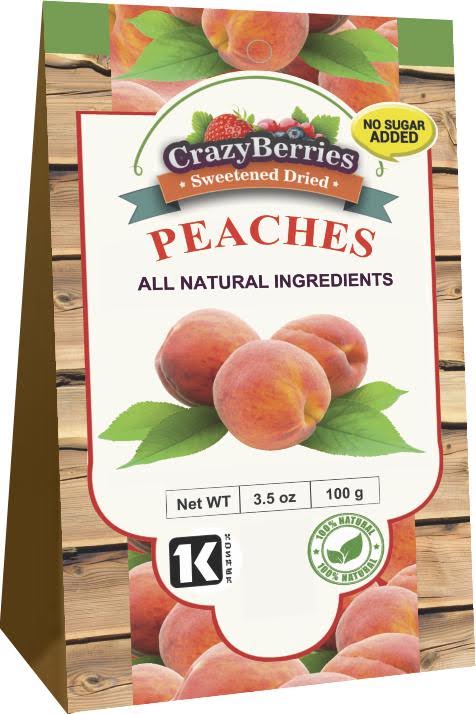 CrazyBerries
NO SUGAR
ADDED
Sweetened Dried
PEACHES
ALL NATURAL INGREDIENTS
Net WT 3.5 oz 100 g
1K
KOSHER
100% NATURAL
100% NATURAL